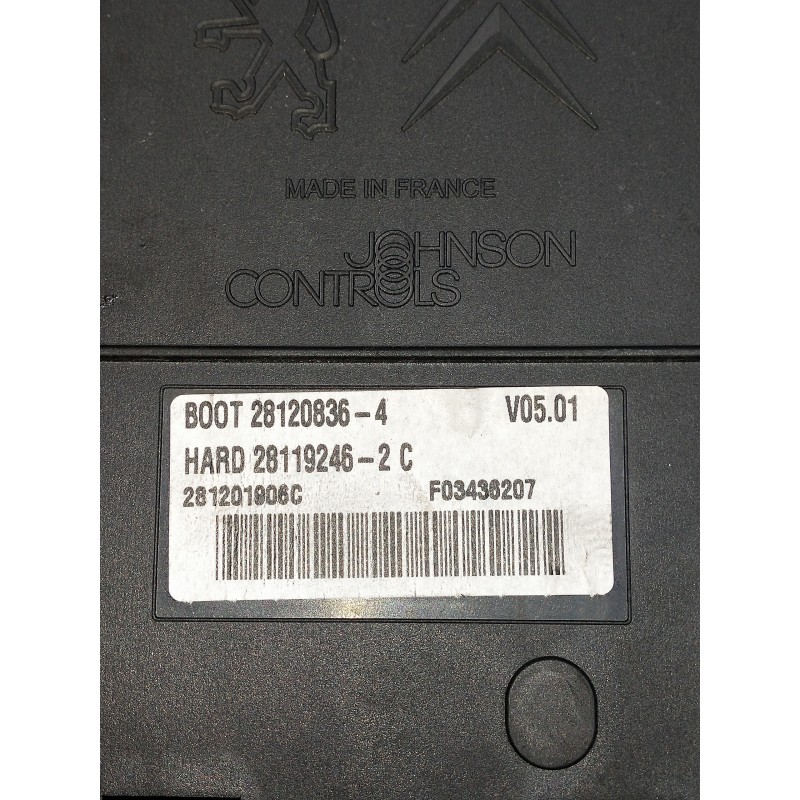 MADE IN FRANCE
JOHNSON
CONTROLS
BOOT 28120836-4 V05.01
HARD 28119246-2 C
281201906C F03436207